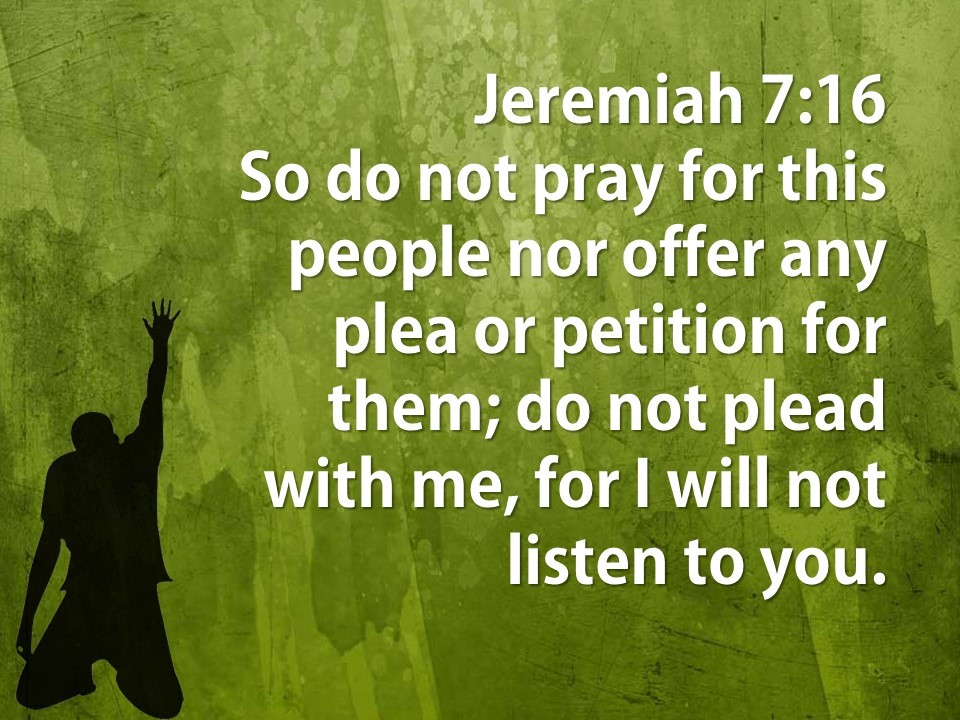 Jeremiah 7:16
So do not pray for this
people nor offer any
plea or petition for
them; do not plead
with me, for I will not
listen to you.